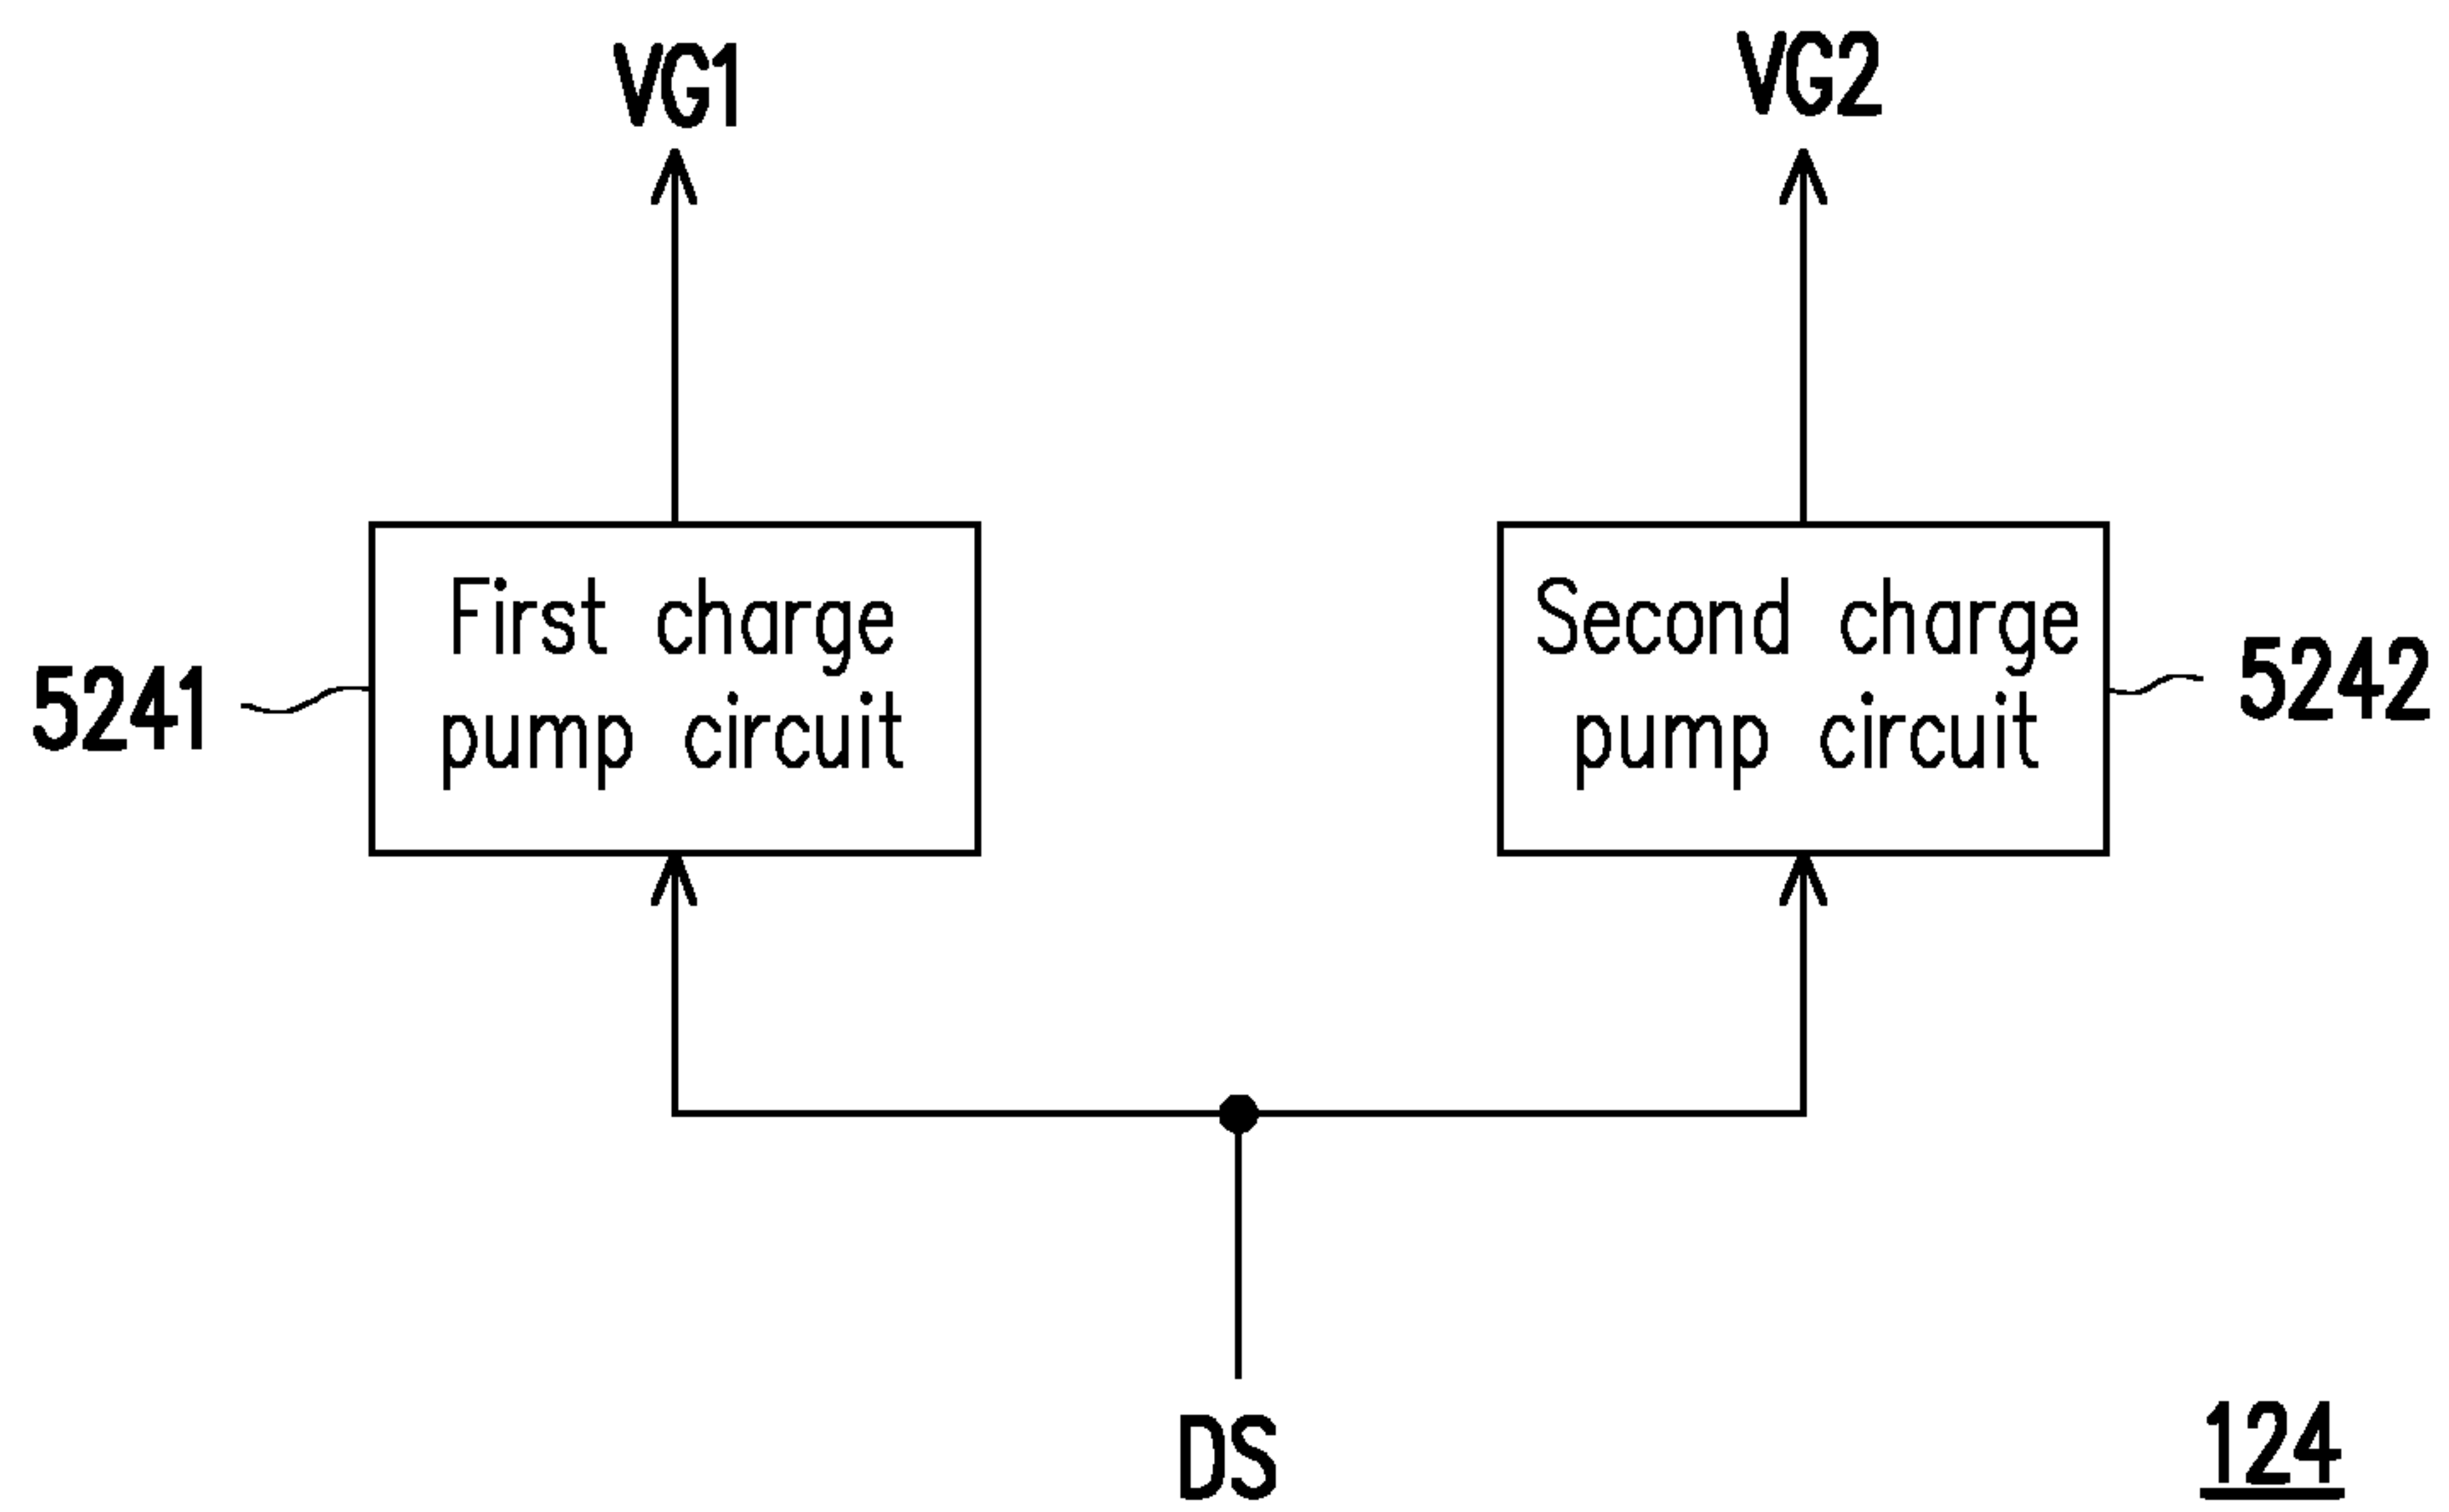 VG1
VG2
First charge
pump circuit
Second charge
pump circuit
5241
5242
DS
124